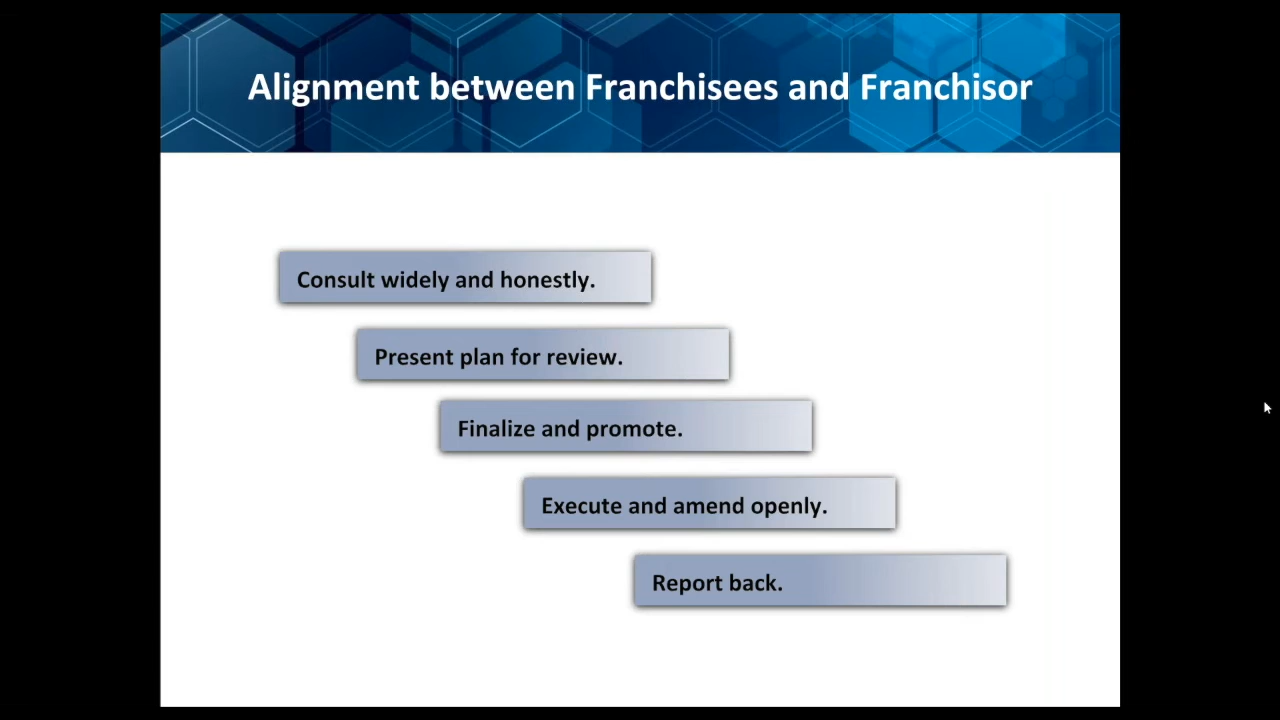 Alignment between Franchisees and Franchisor
Consult widely and honestly.
Present plan for review.
Finalize and promote.
Execute and amend openly.
Report back.